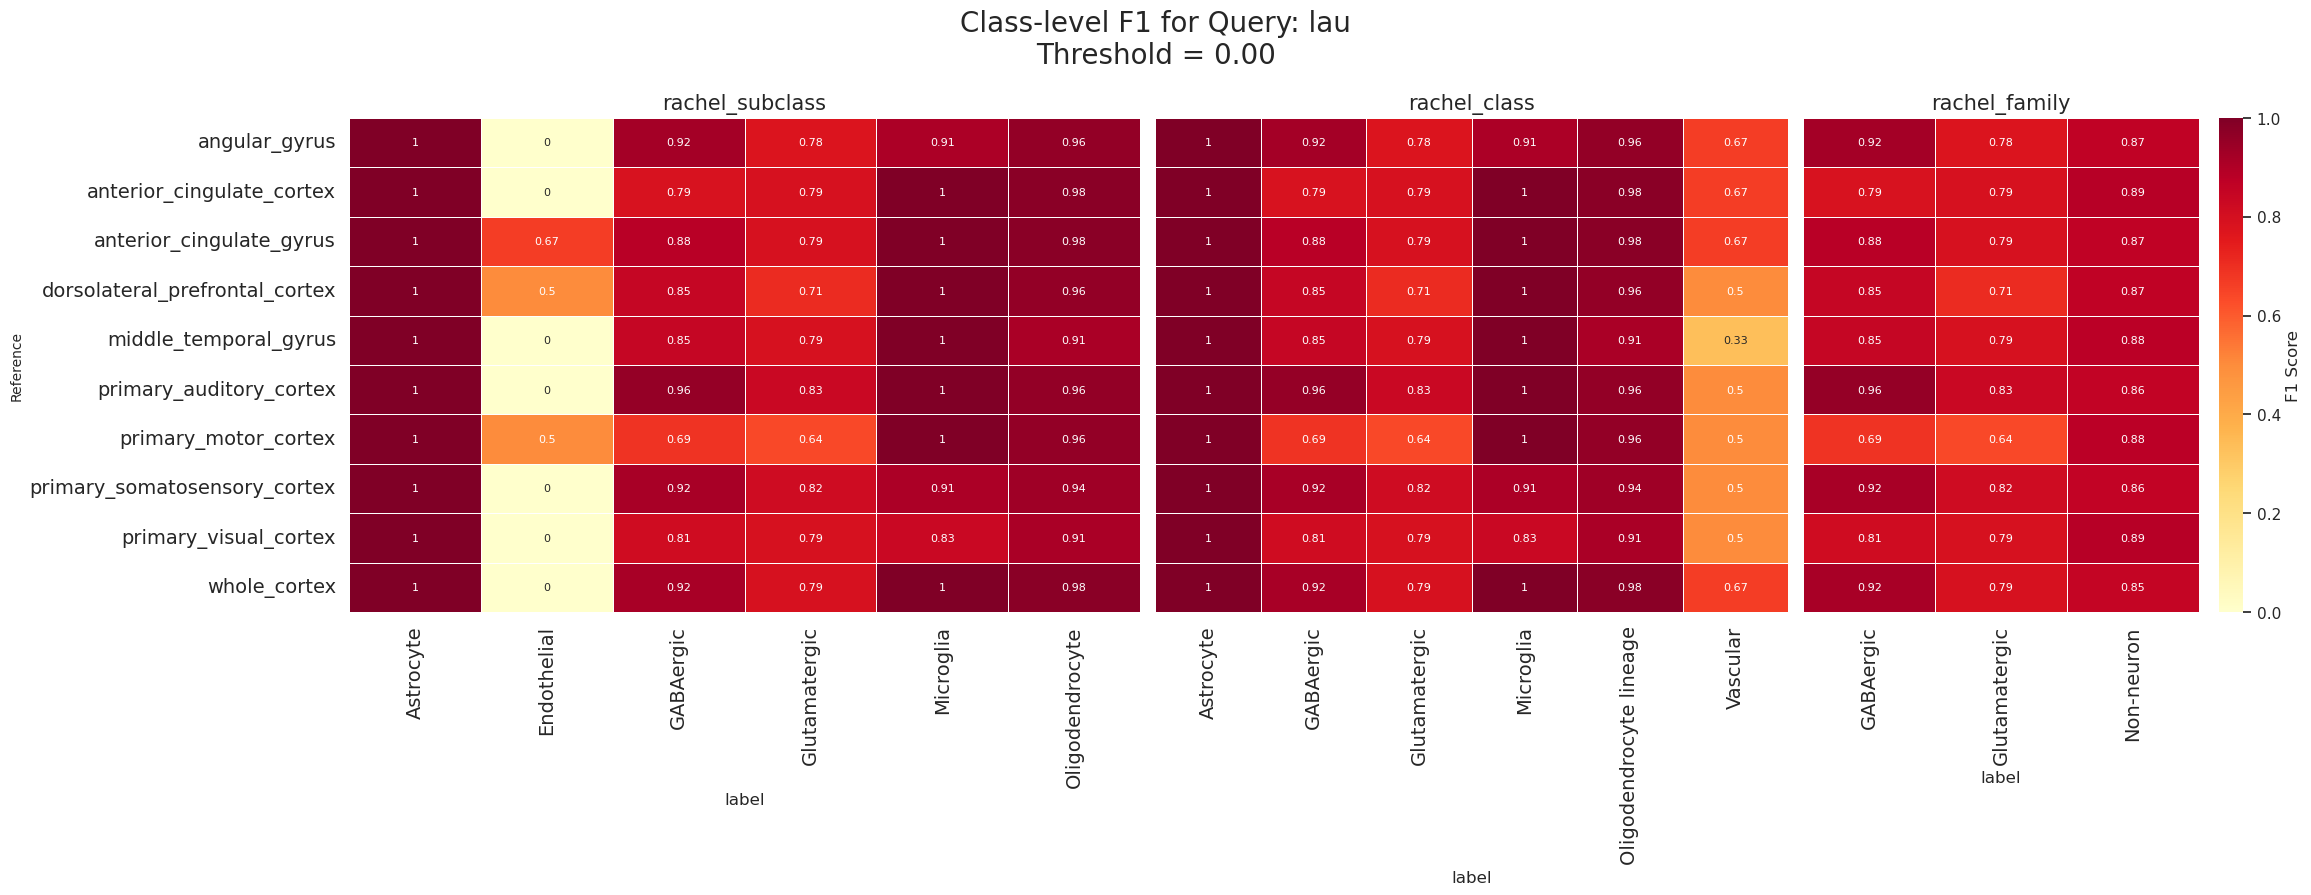 Class-level F1 for Query: lau
Threshold = 0.00
rachel_subclass rachel_class rachel_family
angular_gyrus 1 0 0.92 0.78 0.91 0.96 1 0.92 0.78 0.91 0.96 0.67 0.92 0.78 0.87
anterior_cingulate_cortex 1 0 0.79 0.79 1 0.98 1 0.79 0.79 1 0.98 0.67 0.79 0.79 0.89
anterior_cingulate_gyrus 1 0.67 0.88 0.79 1 0.98 1 0.88 0.79 1 0.98 0.67 0.88 0.79 0.87
dorsolateral_prefrontal_cortex 1 0.5 0.85 0.71 1 0.96 1 0.85 0.71 1 0.96 0.5 0.85 0.71 0.87
middle_temporal_gyrus 1 0 0.85 0.79 1 0.91 1 0.85 0.79 1 0.91 0.33 0.85 0.79 0.88
primary_auditory_cortex 1 0 0.96 0.83 1 0.96 1 0.96 0.83 1 0.96 0.5 0.96 0.83 0.86
primary_motor_cortex 1 0.5 0.69 0.64 1 0.96 1 0.69 0.64 1 0.96 0.5 0.69 0.64 0.88
primary_somatosensory_cortex 1 0 0.92 0.82 0.91 0.94 1 0.92 0.82 0.91 0.94 0.5 0.92 0.82 0.86
primary_visual_cortex 1 0 0.81 0.79 0.83 0.91 1 0.81 0.79 0.83 0.91 0.5 0.81 0.79 0.89
whole_cortex 1 0 0.92 0.79 1 0.98 1 0.92 0.79 1 0.98 0.67 0.92 0.79 0.85
Reference
Astrocyte
Endothelial
GABAergic
Glutamatergic
Microglia
Oligodendrocyte
label
Astrocyte
GABAergic
Glutamatergic
Microglia
Oligodendrocyte lineage
Vascular
label
GABAergic
Glutamatergic
Non-neuron
label
1.0
0.8
0.6
0.4
0.2
0.0
F1 Score